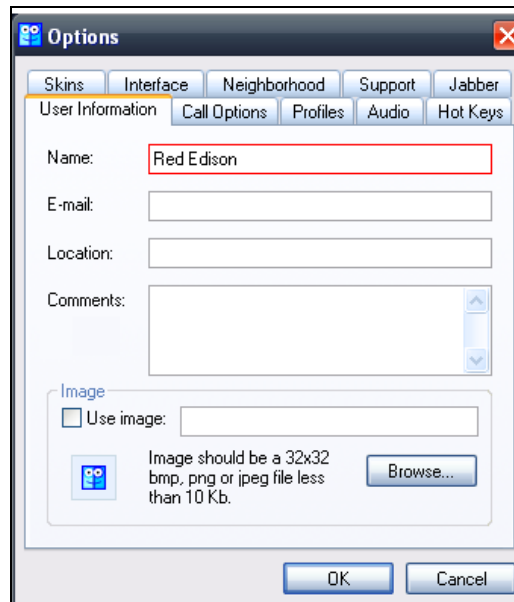 Options
Skins Interface Neighborhood Support Jabber
User Information Call Options Profiles Audio Hot Keys
Name: Red Edison
E-mail:
Location:
Comments:
Image
Use image:
Image should be a 32x32
bmp, png or jpeg file less
than 10 Kb.
Browse...
OK Cancel